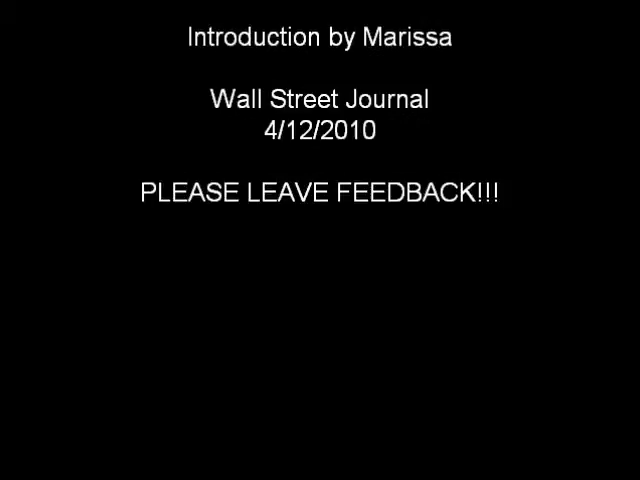 Introduction by Marissa
Wall Street Journal
4/12/2010
PLEASE LEAVE FEEDBACK!!!